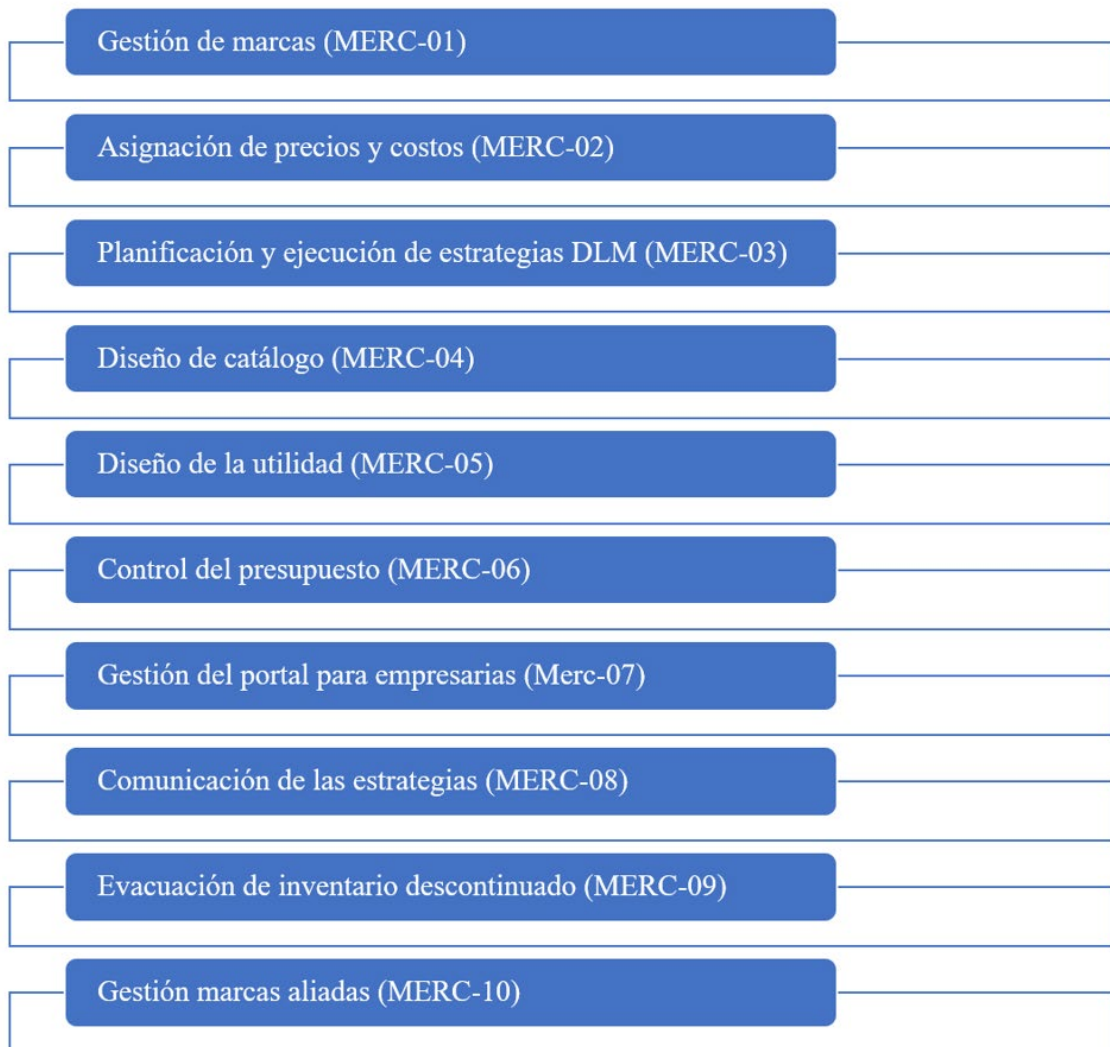 Gestión de marcas (MERC-01)
Asignación de precios y costos (MERC-02)
Planificación y ejecución de estrategias DLM (MERC-03)
Diseño de catálogo (MERC-04)
Diseño de la utilidad (MERC-05)
Control del presupuesto (MERC-06)
Gestión del portal para empresarias (Merc-07)
Comunicación de las estrategias (MERC-08)
Evacuación de inventario descontinuado (MERC-09)
Gestión marcas aliadas (MERC-10)